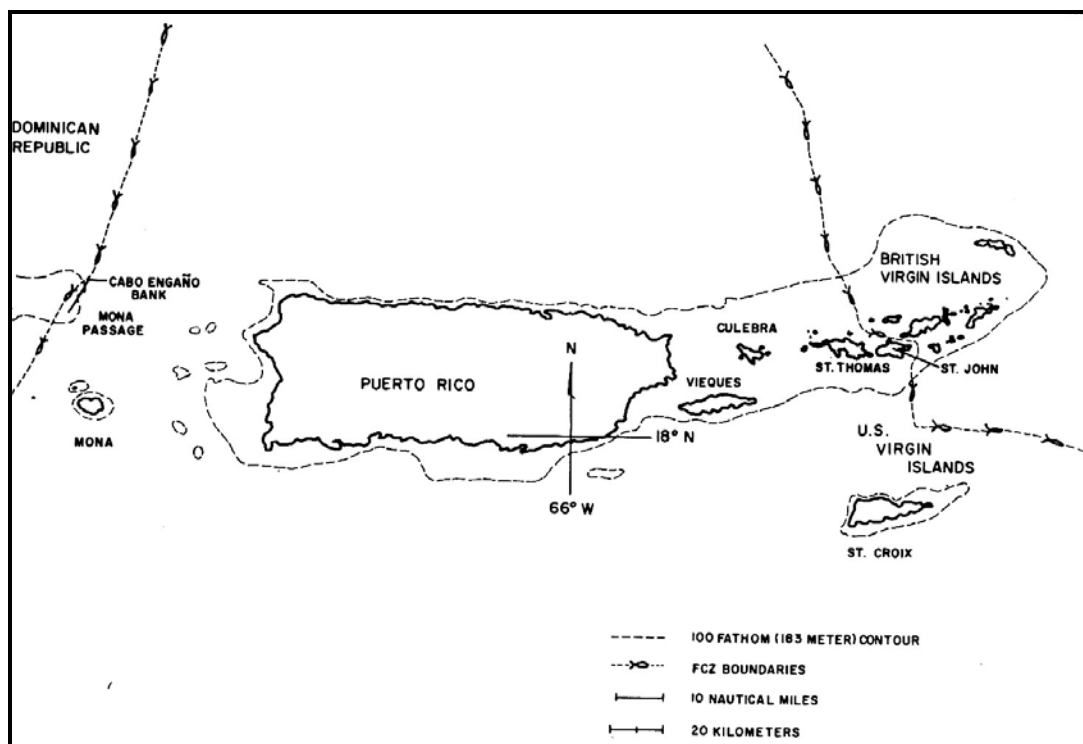 DOMINICAN
REPUBLIC
CABO ENGAÑO
BANK
MONA
PASSAGE
MONA
PUERTO RICO
N
18° N
66° W
CULEBRA
VIEQUES
BRITISH
VIRGIN ISLANDS
ST. THOMAS
ST. JOHN
U.S.
VIRGIN
ISLANDS
ST. CROIX
100 FATHOM (183 METER) CONTOUR
FCZ BOUNDARIES
10 NAUTICAL MILES
20 KILOMETERS